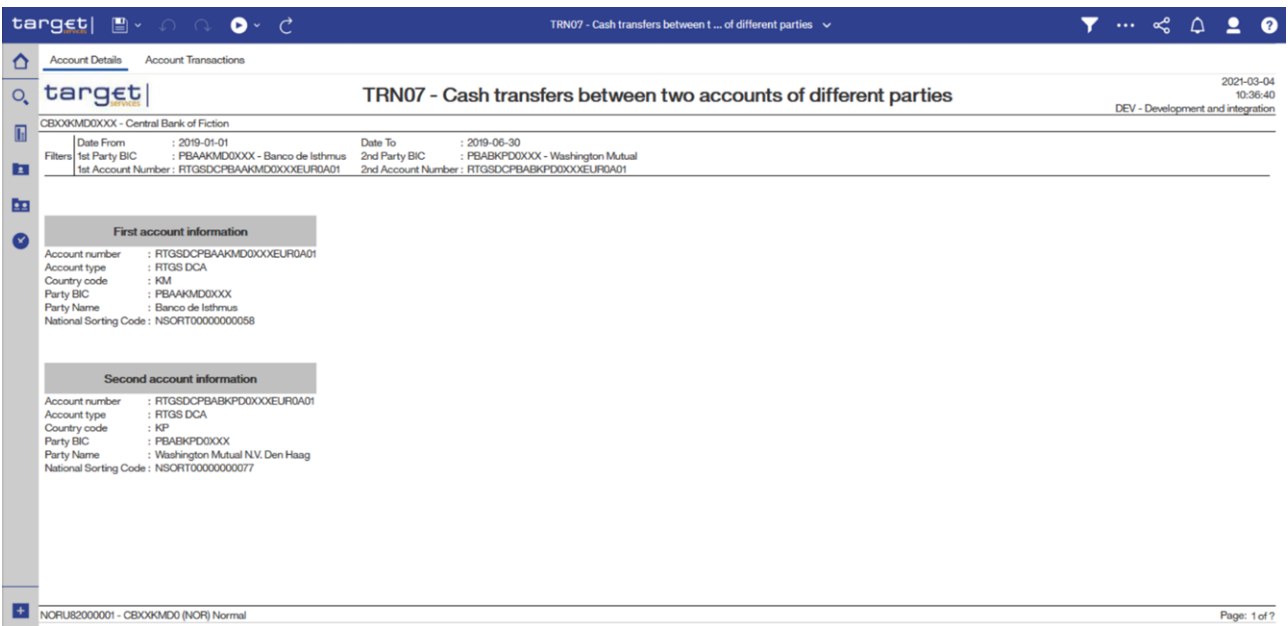 target| services
TRN07 - Cash transfers between t ... of different parties
?
Account Details Account Transactions
target| services
TRN07 - Cash transfers between two accounts of different parties
2021-03-04
10:36:40
DEV - Development and integration
CBXXKMD0XXX - Central Bank of Fiction
Date From : 2019-01-01 Date To : 2019-06-30
Filters 1st Party BIC : PBAAKMD0XXX - Banco de Isthmus 2nd Party BIC : PBABKPD0XXX - Washington Mutual
1st Account Number : RTGSDCPBAAKMD0XXXEUR0A01 2nd Account Number : RTGSDCPBABKPD0XXXEUR0A01
First account information
Account number : RTGSDCPBAAKMD0XXXEUR0A01
Account type : RTGS DCA
Country code : KM
Party BIC : PBAAKMD0XXX
Party Name : Banco de Isthmus
National Sorting Code : NSORT00000000058
Second account information
Account number : RTGSDCPBABKPD0XXXEUR0A01
Account type : RTGS DCA
Country code : KP
Party BIC : PBABKPD0XXX
Party Name : Washington Mutual N.V. Den Haag
National Sorting Code : NSORT00000000077
NORU82000001 - CBXXKMD0 (NOR) Normal
Page: 1 of ?